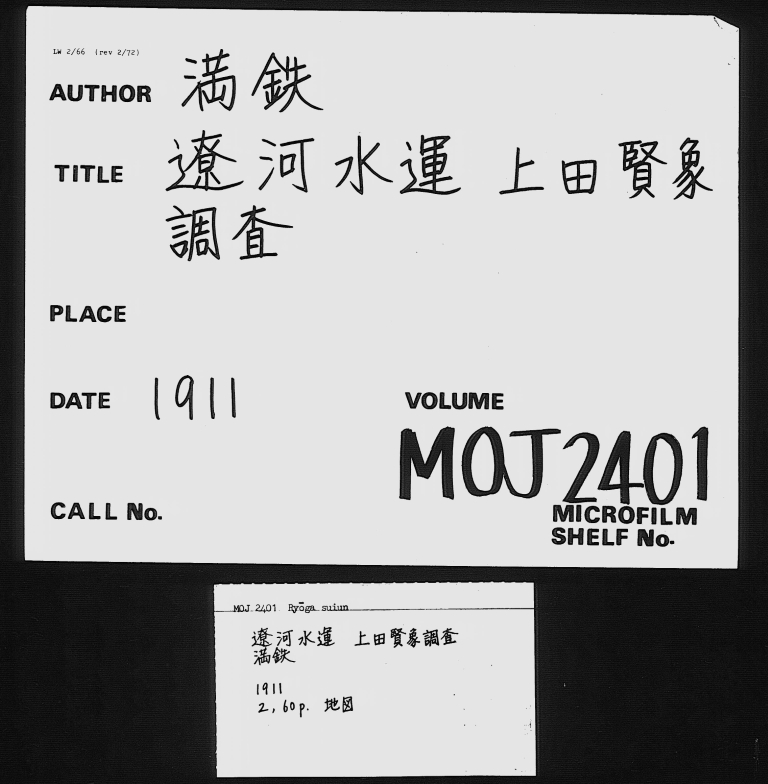 LW 2/66 (rev 2/72)
AUTHOR 満鉄
TITLE 遼河水運 上田賢象
調査
PLACE
DATE 1911
VOLUME
MOJ 2401
CALL No.
MICROFILM
SHELF No.
MOJ 2401 Ryōga suiun
遼河水運 上田賢象調査
満鉄
1911
2, 60p. 地図